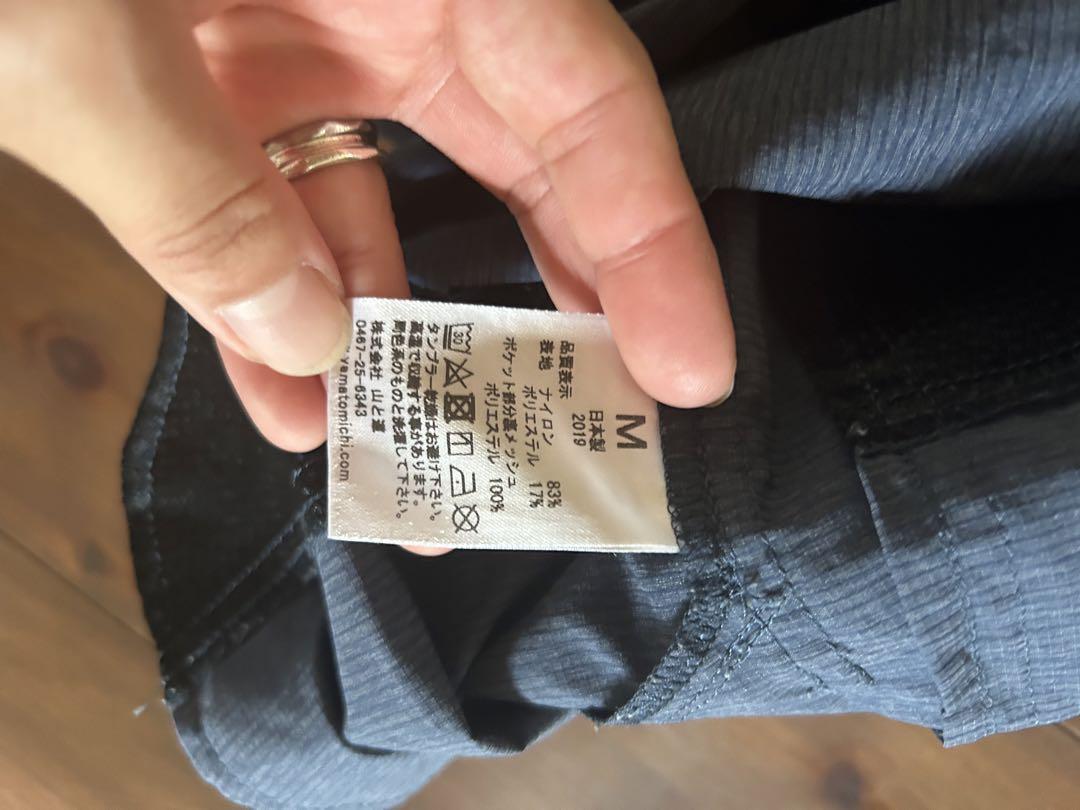 M
日本製
2019
品質表示
表地 ナイロン 83%
ポリエステル 17%
ポケット部分裏メッシュ
ポリエステル 100%
30
タンブラー乾燥はお避け下さい。
高温で収縮する事があります。
同色系のものと洗濯して下さい。
株式会社 山と道
0467-25-6343
yamatomichi.com